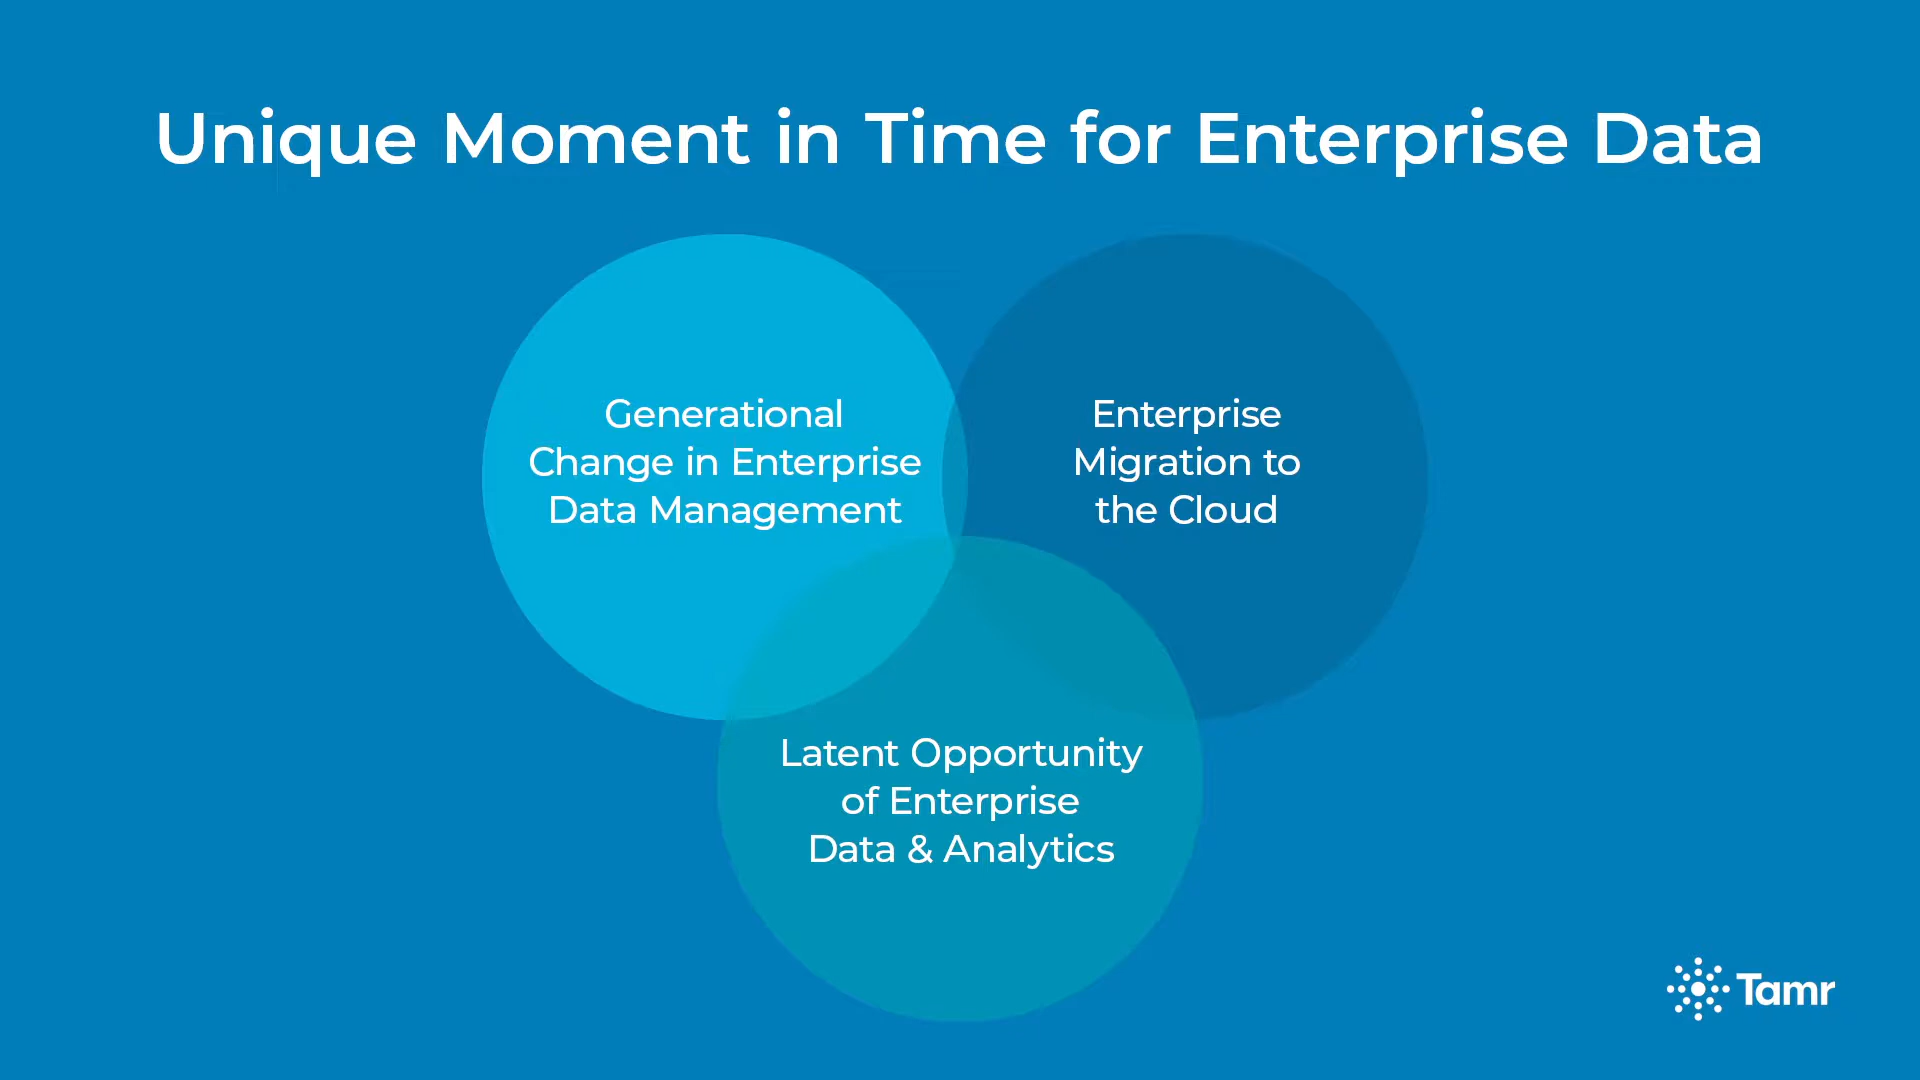 Unique Moment in Time for Enterprise Data
Generational
Change in Enterprise
Data Management
Enterprise
Migration to
the Cloud
Latent Opportunity
of Enterprise
Data & Analytics
Tamr